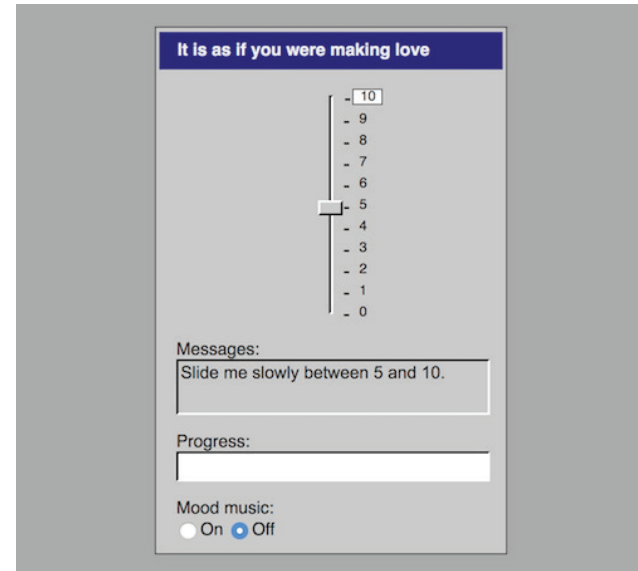 It is as if you were making love
10
9
8
7
6
5
4
3
2
1
0
Messages:
Slide me slowly between 5 and 10.
Progress:
Mood music:
On Off